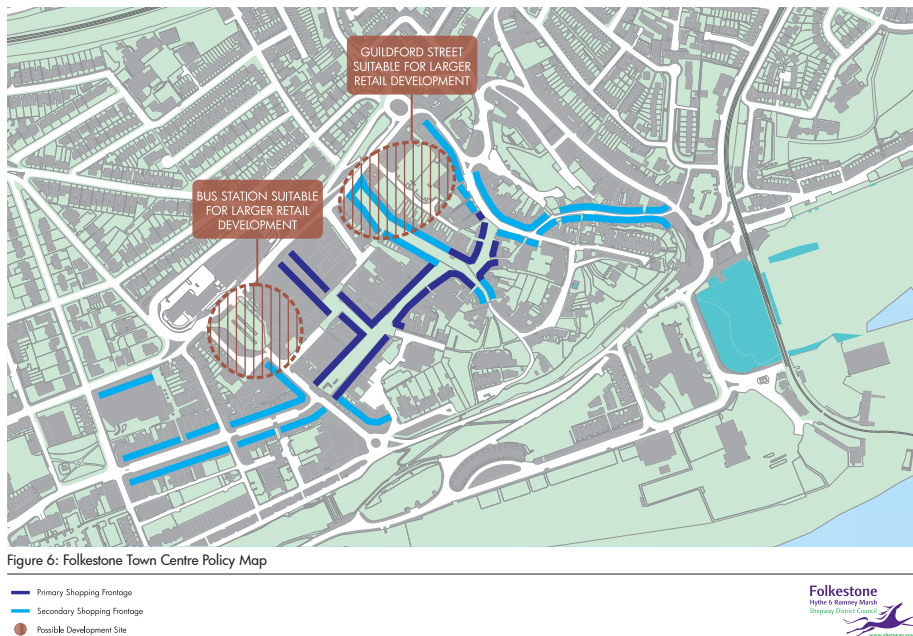 GUILDFORD STREET
SUITABLE FOR LARGER
RETAIL DEVELOPMENT
BUS STATION SUITABLE
FOR LARGER RETAIL
DEVELOPMENT
Figure 6: Folkestone Town Centre Policy Map
Primary Shopping Frontage
Secondary Shopping Frontage
Possible Development Site
Folkestone
Hythe & Romney Marsh
Shepway District Council